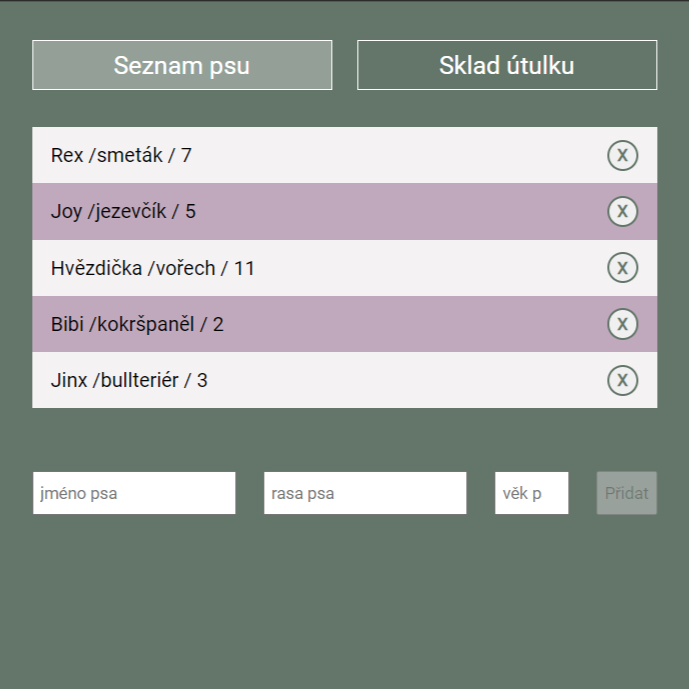 Seznam psu
Sklad útulku
Rex /smeták / 7
X
Joy /jezevčík / 5
X
Hvězdička /vořech / 11
X
Bibi /kokršpaněl / 2
X
Jinx /bullteriér / 3
X
jméno psa
rasa psa
věk p
Přidat